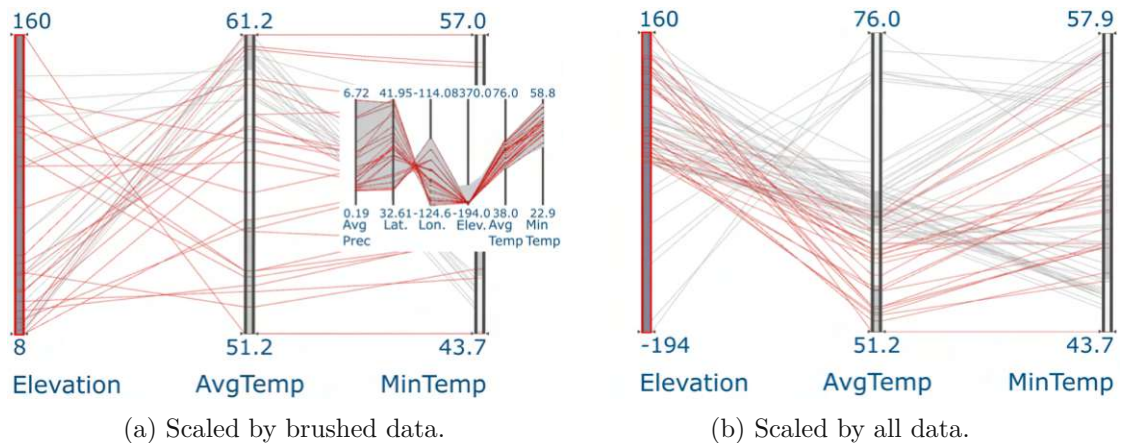 160 61.2 57.0
6.72 41.95 -114.0 8370.0 76.0 58.8
0.19 32.61 -124.6 -194.0 38.0 22.9
Avg Lat. Lon. Elev. Avg Min
Prec Temp Temp
8 51.2 43.7
Elevation AvgTemp MinTemp
(a) Scaled by brushed data.
160 76.0 57.9
-194 51.2 43.7
Elevation AvgTemp MinTemp
(b) Scaled by all data.